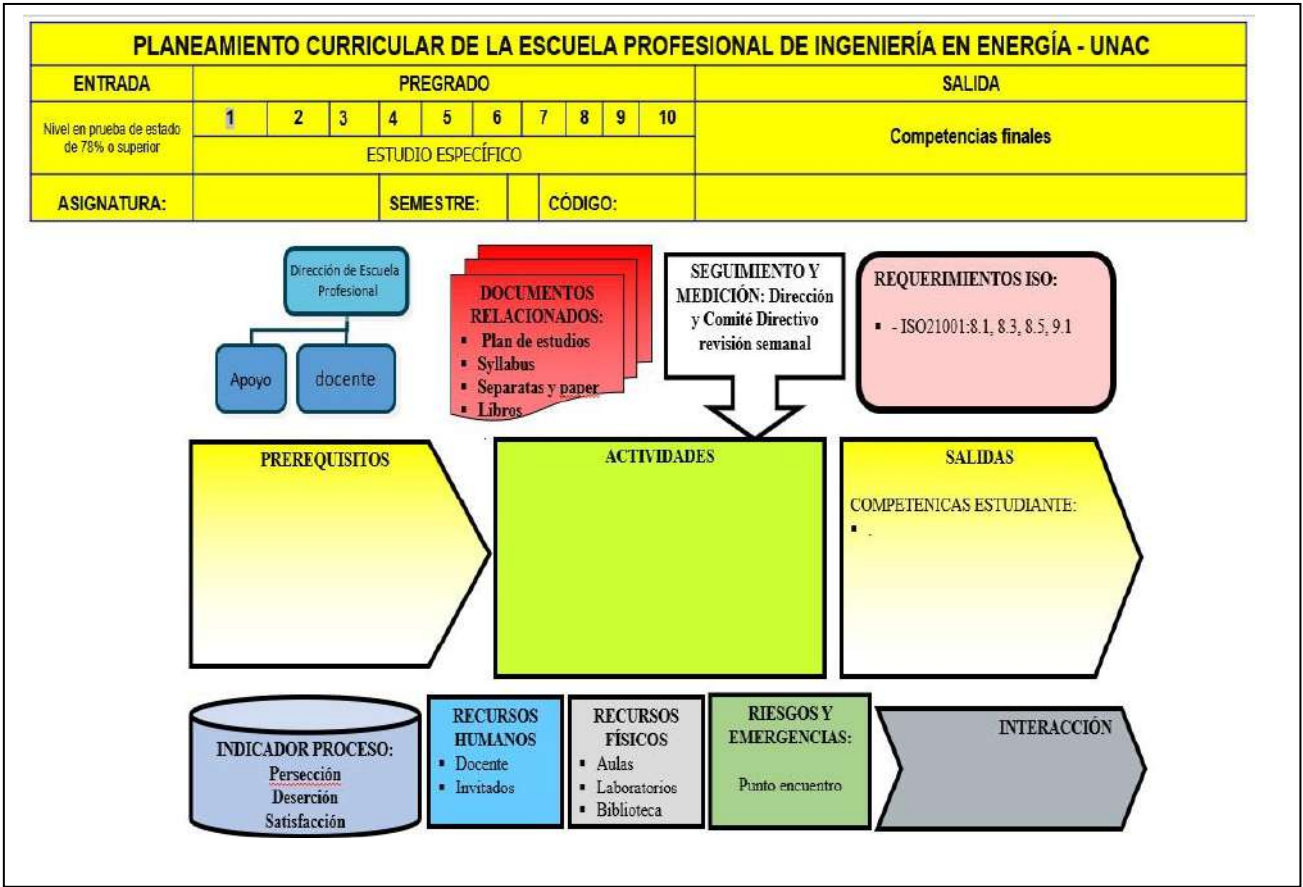 PLANEAMIENTO CURRICULAR DE LA ESCUELA PROFESIONAL DE INGENIERÍA EN ENERGÍA - UNAC
ENTRADA
PREGRADO
SALIDA
Nivel en prueba de estado
de 78% o superior
1 2 3 4 5 6 7 8 9 10
ESTUDIO ESPECÍFICO
Competencias finales
ASIGNATURA:
SEMESTRE:
CÓDIGO:
Dirección de Escuela
Profesional
Apoyo
docente
DOCUMENTOS
RELACIONADOS:
▪ Plan de estudios
▪ Syllabus
▪ Separatas y paper
▪ Libros
SEGUIMIENTO Y
MEDICIÓN: Dirección
y Comité Directivo
revisión semanal
REQUERIMIENTOS ISO:
▪ - ISO21001:8.1, 8.3, 8.5, 9.1
PREREQUISITOS
ACTIVIDADES
SALIDAS
COMPETENICAS ESTUDIANTE:
▪ .
INDICADOR PROCESO:
Persección
Deserción
Satisfacción
RECURSOS
HUMANOS
▪ Docente
▪ Invitados
RECURSOS
FÍSICOS
▪ Aulas
▪ Laboratorios
▪ Biblioteca
RIESGOS Y
EMERGENCIAS:
Punto encuentro
INTERACCIÓN